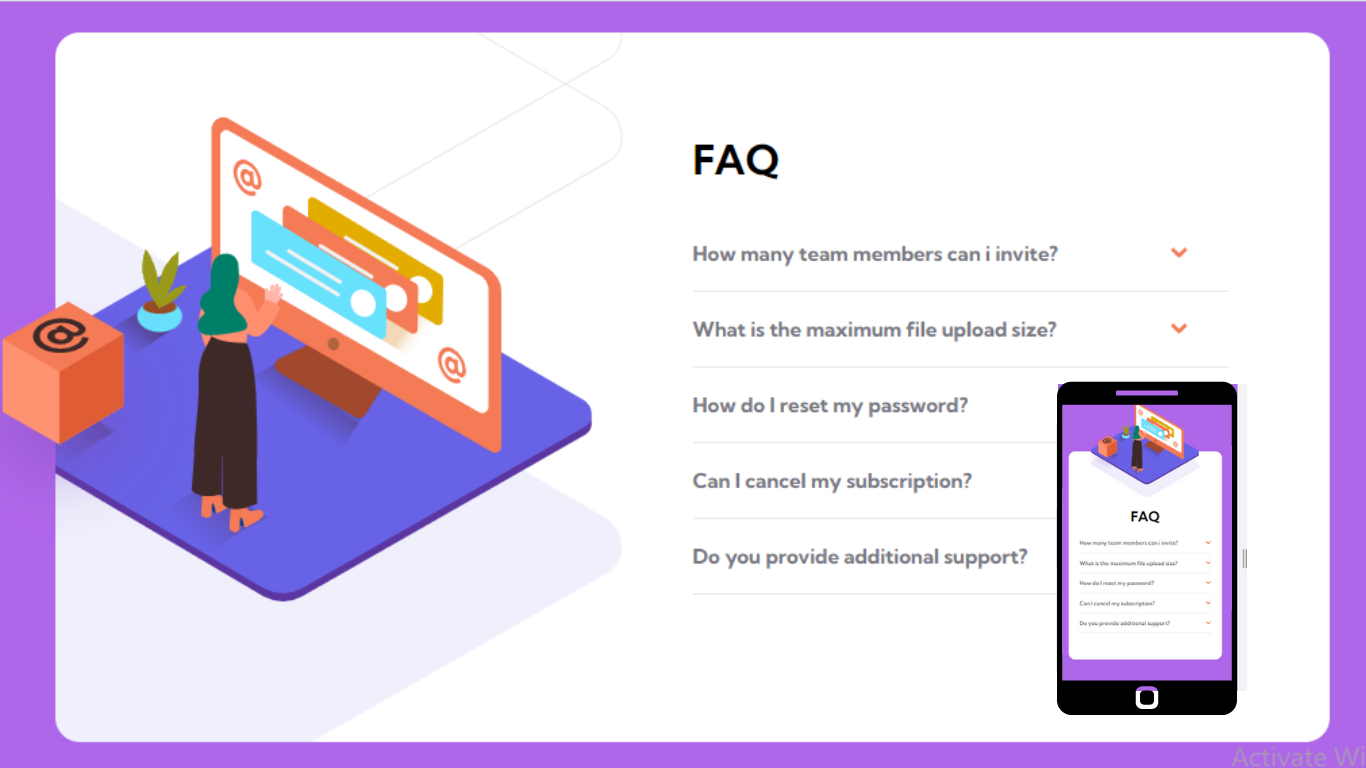 FAQ
How many team members can i invite?
What is the maximum file upload size?
How do I reset my password?
Can I cancel my subscription?
Do you provide additional support?
@
@
@
FAQ
How many team members can i invite?
What is the maximum file upload size?
How do I reset my password?
Can I cancel my subscription?
Do you provide additional support?
Activate Wi